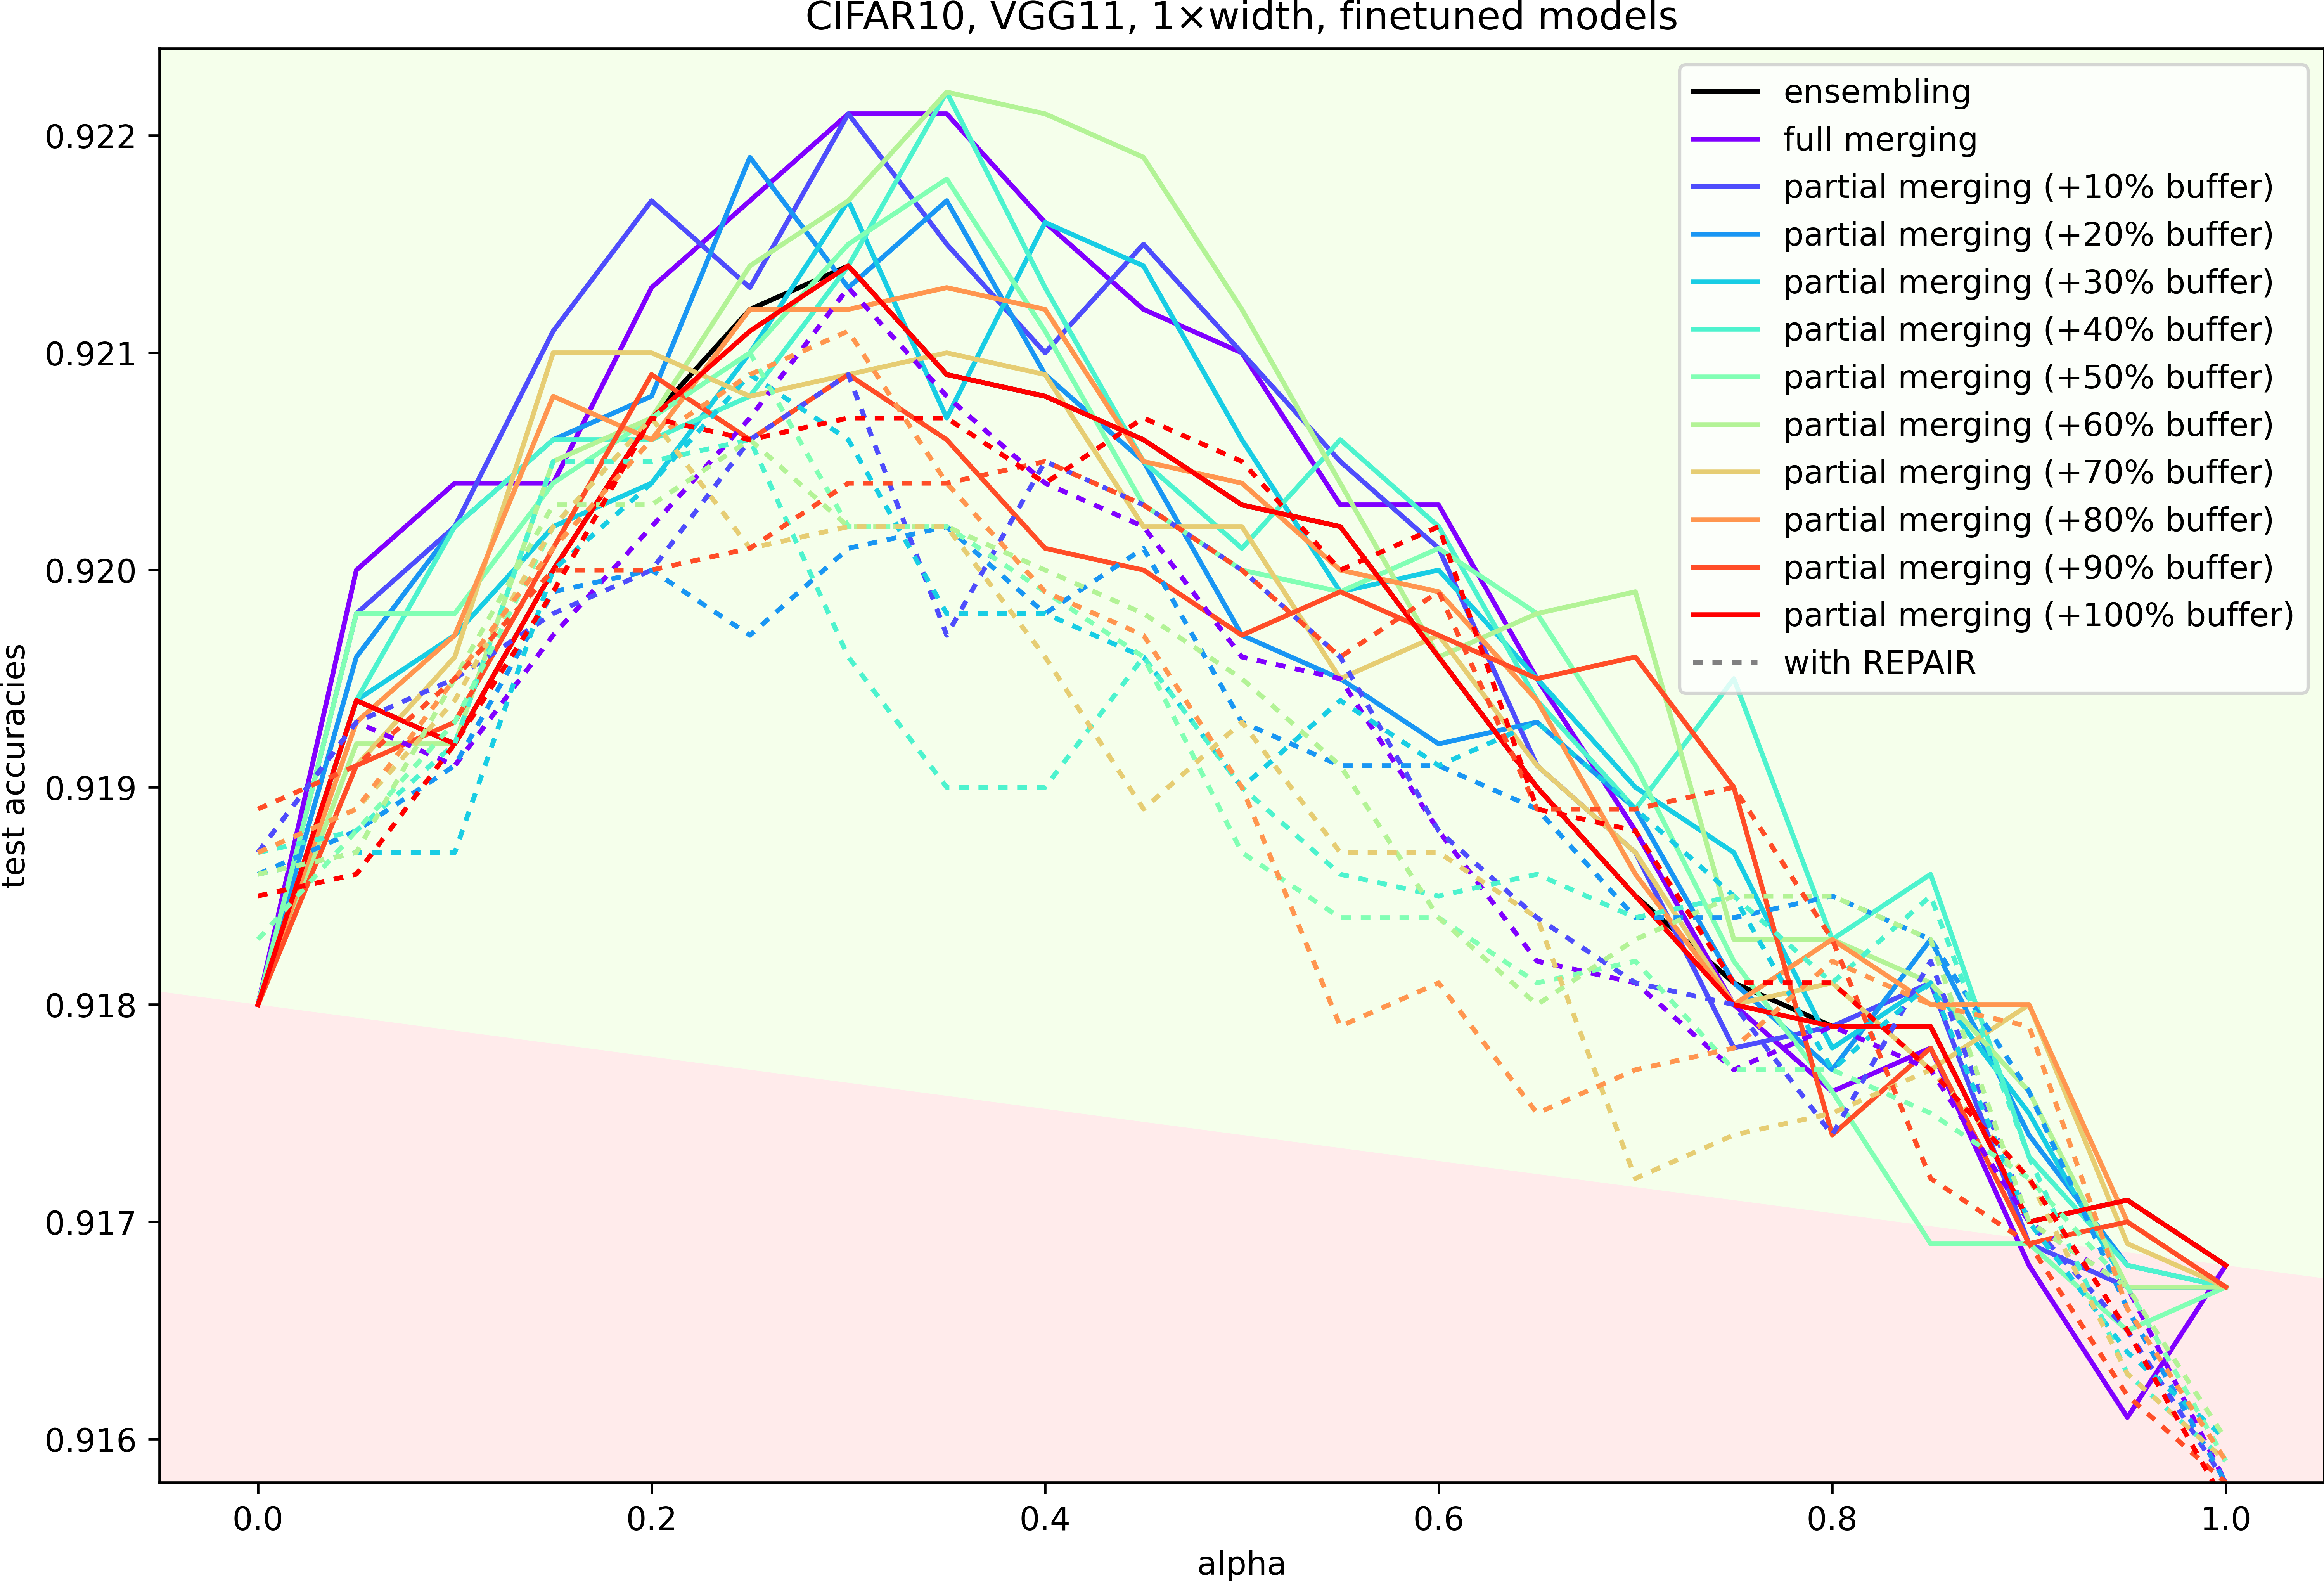 CIFAR10, VGG11, 1×width, finetuned models
ensembling
full merging
partial merging (+10% buffer)
partial merging (+20% buffer)
partial merging (+30% buffer)
partial merging (+40% buffer)
partial merging (+50% buffer)
partial merging (+60% buffer)
partial merging (+70% buffer)
partial merging (+80% buffer)
partial merging (+90% buffer)
partial merging (+100% buffer)
with REPAIR
test accuracies
0.922
0.921
0.920
0.919
0.918
0.917
0.916
0.0 0.2 0.4 0.6 0.8 1.0
alpha